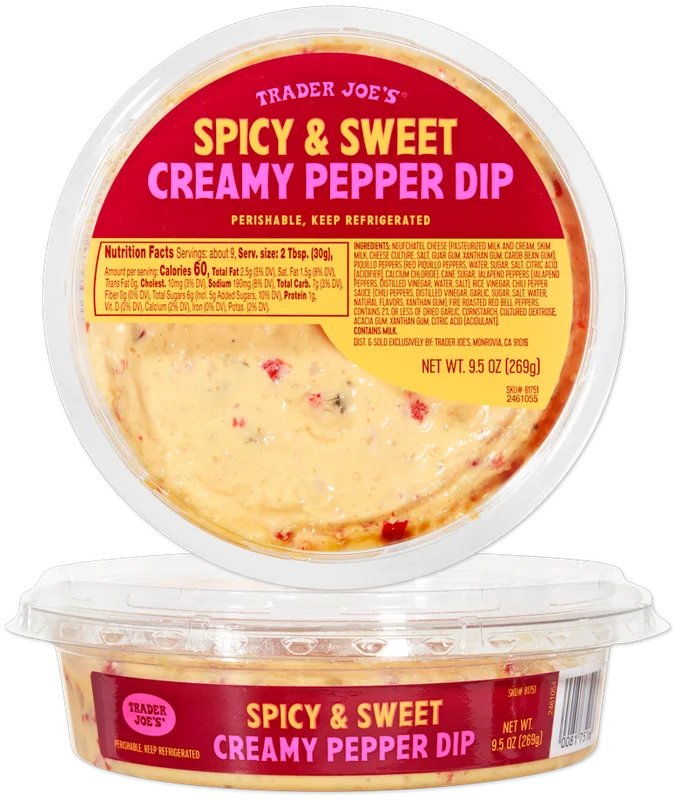 TRADER JOE'S
SPICY & SWEET
CREAMY PEPPER DIP
PERISHABLE, KEEP REFRIGERATED
Nutrition Facts Servings: about 9, Serv. size: 2 Tbsp. (30g),
Amount per serving: Calories 60, Total Fat 2.5g (3% DV), Sat. Fat 1.5g (8% DV),
Trans Fat 0g, Cholest. 10mg (3% DV), Sodium 190mg (8% DV), Total Carb. 7g (3% DV),
Fiber 0g (0% DV), Total Sugars 6g (Incl. 5g Added Sugars, 10% DV), Protein 1g,
Vit. D (0% DV), Calcium (2% DV), Iron (0% DV), Potas. (2% DV).
INGREDIENTS: NEUFCHATEL CHEESE [PASTEURIZED MILK AND CREAM, SKIM
MILK, CHEESE CULTURE, SALT, GUAR GUM, XANTHAN GUM, CAROB BEAN GUM],
PIQUILLO PEPPERS [RED PIQUILLO PEPPERS, WATER, SUGAR, SALT, CITRIC ACID
(ACIDIFIER), CALCIUM CHLORIDE], CANE SUGAR, JALAPENO PEPPERS [JALAPENO
PEPPERS, DISTILLED VINEGAR, WATER, SALT], RICE VINEGAR, CHILI PEPPER
SAUCE [CHILI PEPPERS, DISTILLED VINEGAR, GARLIC, SUGAR, SALT, WATER,
NATURAL FLAVORS, XANTHAN GUM], FIRE ROASTED RED BELL PEPPERS,
CONTAINS 2% OR LESS OF DRIED GARLIC, CORNSTARCH, CULTURED DEXTROSE,
ACACIA GUM, XANTHAN GUM, CITRIC ACID [ACIDULANT].
CONTAINS MILK.
DIST. & SOLD EXCLUSIVELY BY: TRADER JOE'S, MONROVIA, CA 91016
NET WT. 9.5 OZ (269g)
SKU# 81751
2461055
TRADER
JOE'S
PERISHABLE, KEEP REFRIGERATED
SPICY & SWEET
CREAMY PEPPER DIP
SKU# 81751
NET WT.
9.5 OZ (269g)